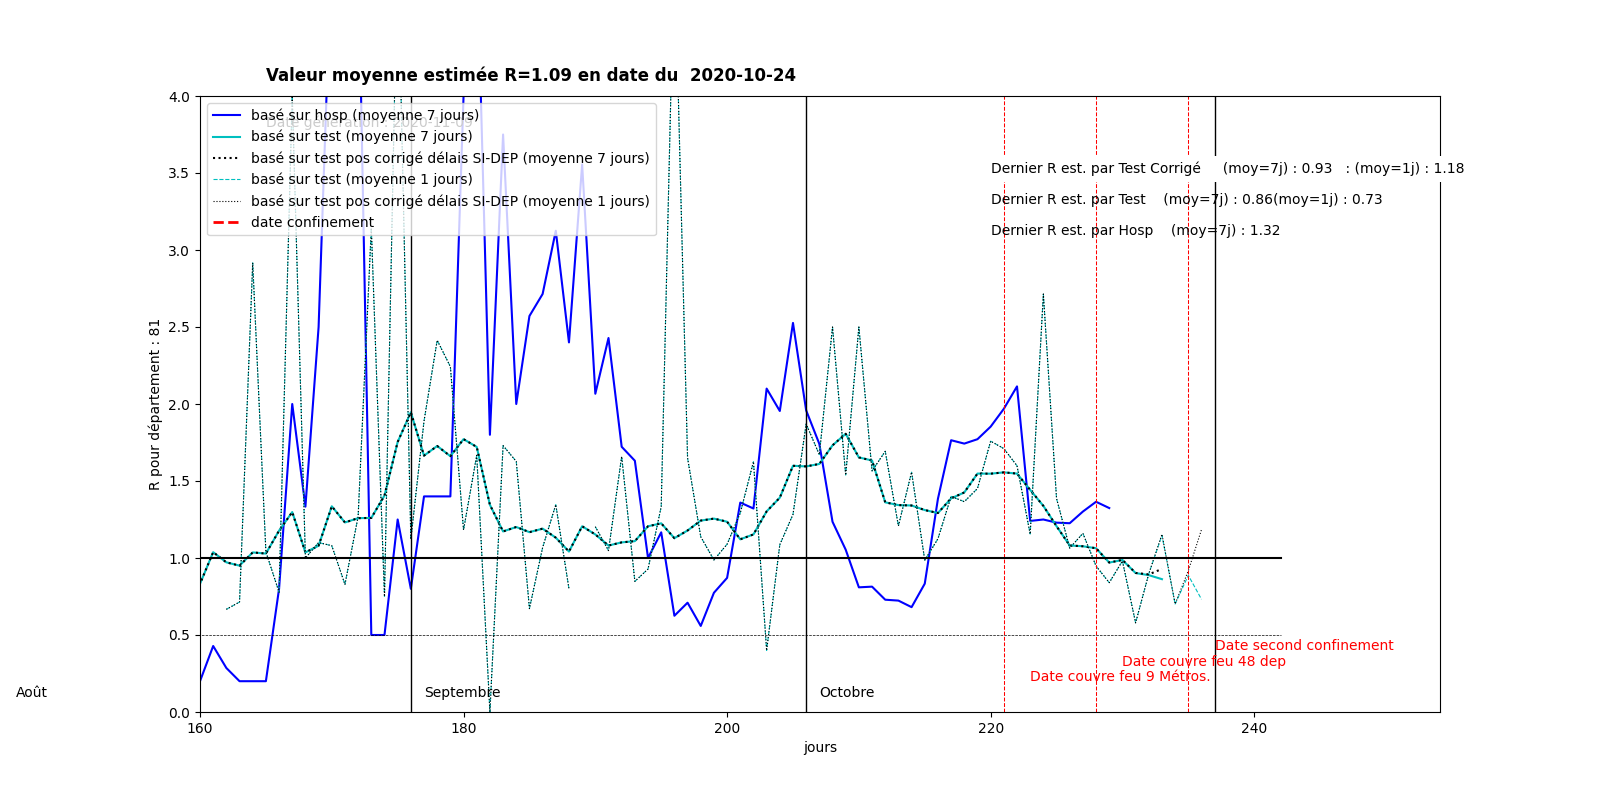 Valeur moyenne estimée R=1.09 en date du  2020-10-24
4.0
3.5
3.0
2.5
2.0
1.5
1.0
0.5
0.0
R pour département : 81
basé sur hosp (moyenne 7 jours)
Date génération : 2020-11-09
basé sur test (moyenne 7 jours)
basé sur test pos corrigé délais SI-DEP (moyenne 7 jours)
basé sur test (moyenne 1 jours)
basé sur test pos corrigé délais SI-DEP (moyenne 1 jours)
date confinement
Dernier R est. par Test Corrigé     (moy=7j) : 0.93   : (moy=1j) : 1.18
Dernier R est. par Test    (moy=7j) : 0.86(moy=1j) : 0.73
Dernier R est. par Hosp    (moy=7j) : 1.32
Date second confinement
Date couvre feu 48 dep
Date couvre feu 9 Métros.
Août
Septembre
Octobre
160
180
200
220
240
jours